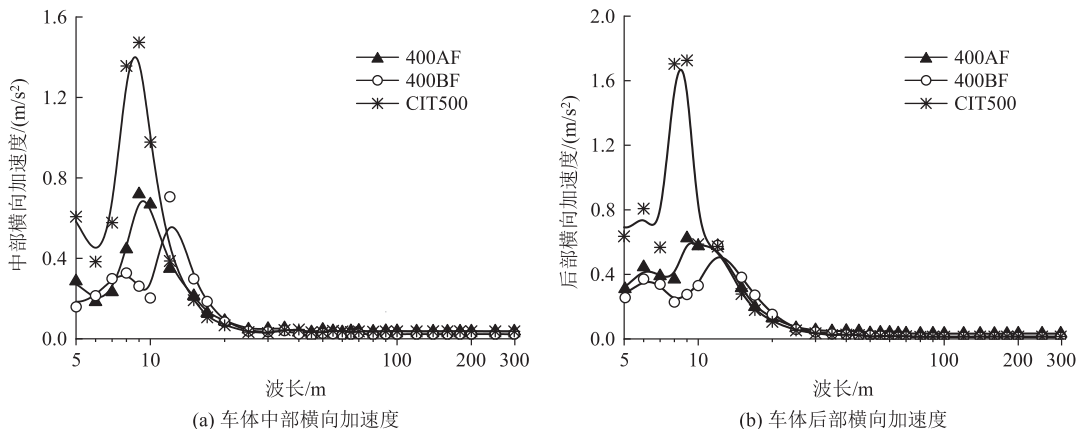 1.6
1.2
0.8
0.4
0.0
中部横向加速度/(m/s²)
400AF
400BF
CIT500
5 10 100 200 300
波长/m
(a) 车体中部横向加速度
2.0
1.6
1.2
0.8
0.4
0.0
后部横向加速度/(m/s²)
400AF
400BF
CIT500
5 10 100 200 300
波长/m
(b) 车体后部横向加速度